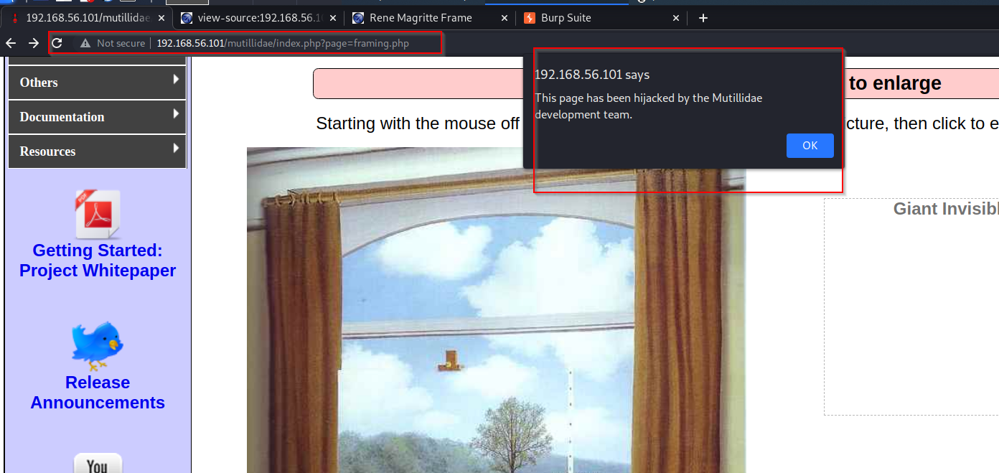 192.168.56.101/mutillidae
view-source:192.168.56.1
Rene Magritte Frame
Burp Suite
Not secure
192.168.56.101/mutillidae/index.php?page=framing.php
Others
Documentation
Resources
Getting Started:
Project Whitepaper
PDF
Release
Announcements
You
to enlarge
Starting with the mouse off
cture, then click to e
192.168.56.101 says
This page has been hijacked by the Mutillidae
development team.
OK
Giant Invisibl